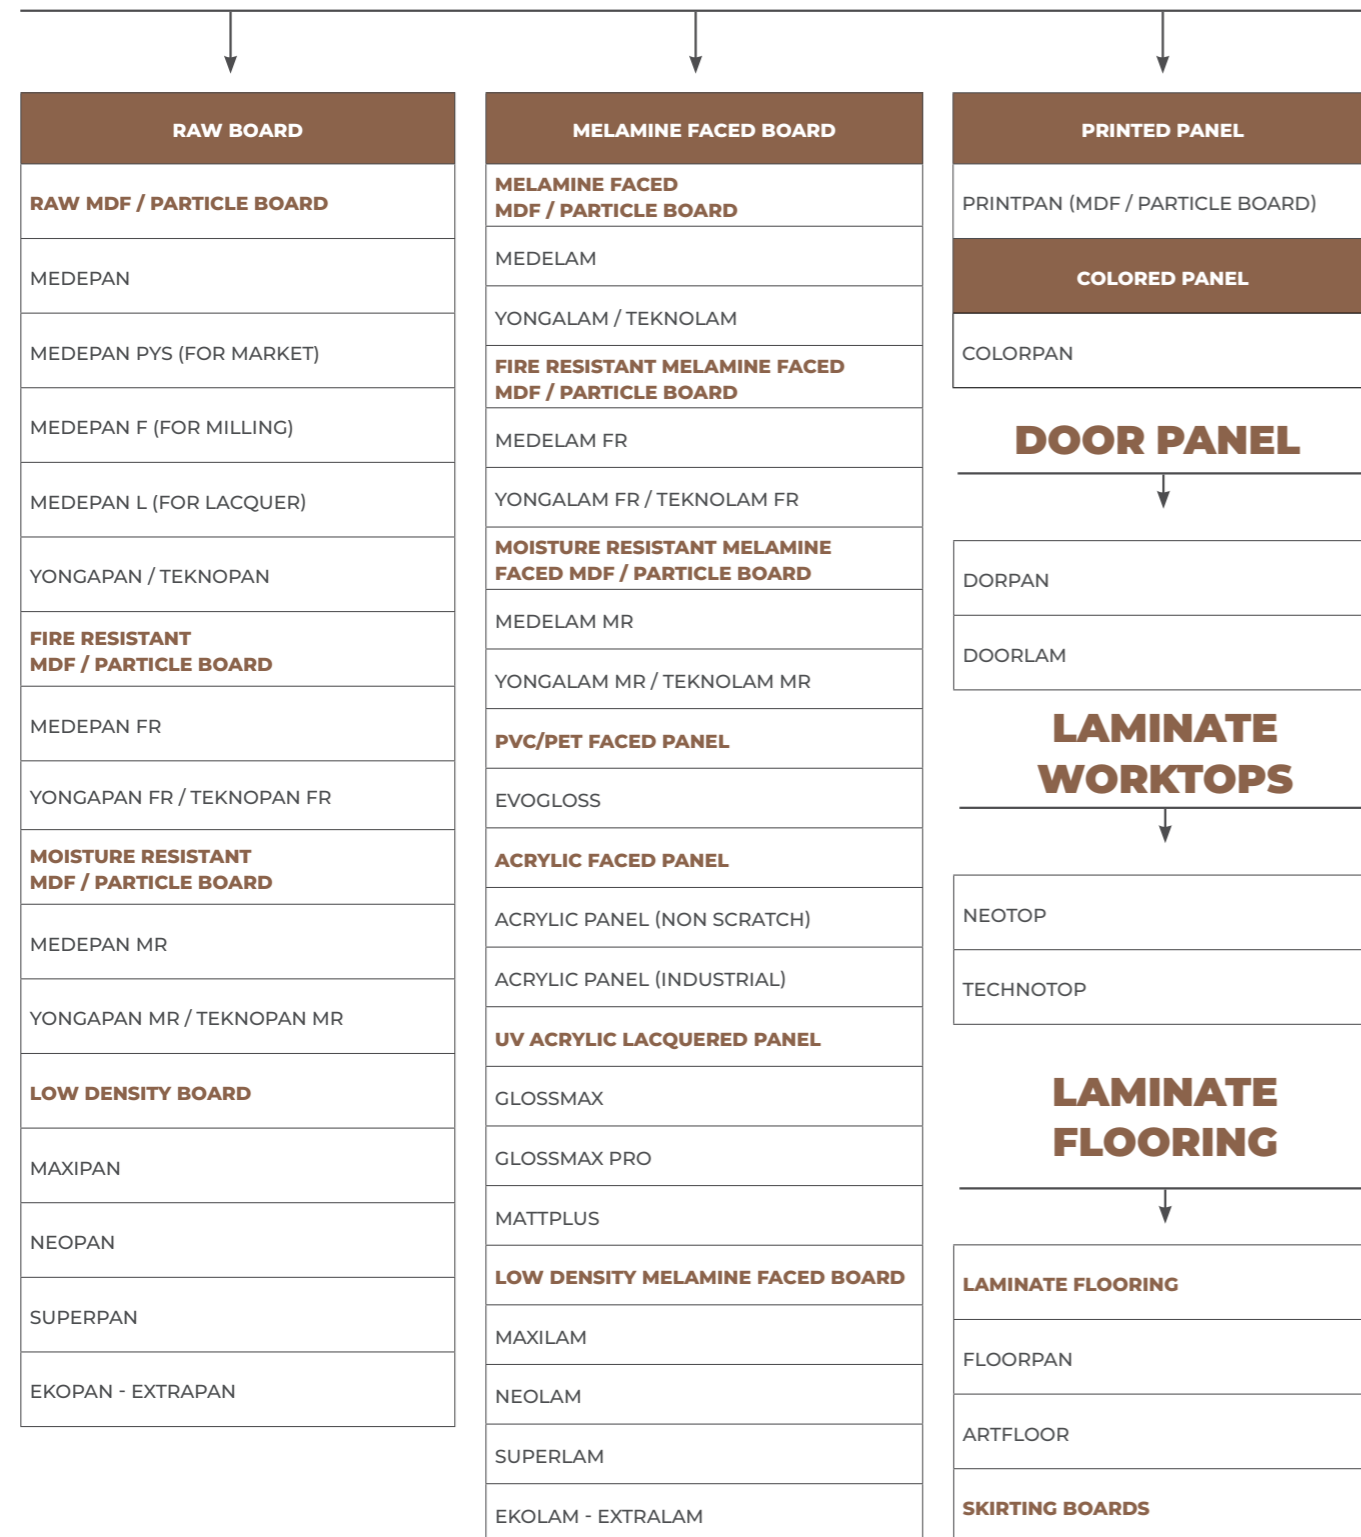 RAW BOARD
RAW MDF / PARTICLE BOARD
MEDEPAN
MEDEPAN PYS (FOR MARKET)
MEDEPAN F (FOR MILLING)
MEDEPAN L (FOR LACQUER)
YONGAPAN / TEKNOPAN
FIRE RESISTANT
MDF / PARTICLE BOARD
MEDEPAN FR
YONGAPAN FR / TEKNOPAN FR
MOISTURE RESISTANT
MDF / PARTICLE BOARD
MEDEPAN MR
YONGAPAN MR / TEKNOPAN MR
LOW DENSITY BOARD
MAXIPAN
NEOPAN
SUPERPAN
EKOPAN - EXTRAPAN
MELAMINE FACED BOARD
MELAMINE FACED
MDF / PARTICLE BOARD
MEDELAM
YONGALAM / TEKNOLAM
FIRE RESISTANT MELAMINE FACED
MDF / PARTICLE BOARD
MEDELAM FR
YONGALAM FR / TEKNOLAM FR
MOISTURE RESISTANT MELAMINE
FACED MDF / PARTICLE BOARD
MEDELAM MR
YONGALAM MR / TEKNOLAM MR
PVC/PET FACED PANEL
EVOGLOSS
ACRYLIC FACED PANEL
ACRYLIC PANEL (NON SCRATCH)
ACRYLIC PANEL (INDUSTRIAL)
UV ACRYLIC LACQUERED PANEL
GLOSSMAX
GLOSSMAX PRO
MATTPLUS
LOW DENSITY MELAMINE FACED BOARD
MAXILAM
NEOLAM
SUPERLAM
EKOLAM - EXTRALAM
PRINTED PANEL
PRINTPAN (MDF / PARTICLE BOARD)
COLORED PANEL
COLORPAN
DOOR PANEL
DORPAN
DOORLAM
LAMINATE
WORKTOPS
NEOTOP
TECHNOTOP
LAMINATE
FLOORING
LAMINATE FLOORING
FLOORPAN
ARTFLOOR
SKIRTING BOARDS